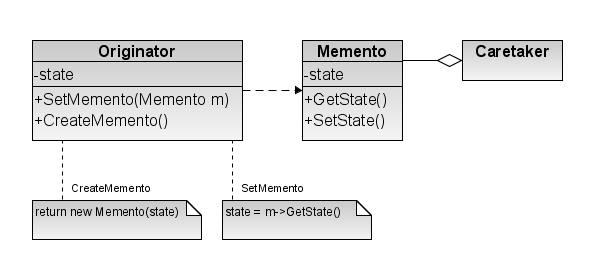 Originator
-state
+SetMemento(Memento m)
+CreateMemento()
Memento
-state
+GetState()
+SetState()
Caretaker
CreateMemento
return new Memento(state)
SetMemento
state = m->GetState()